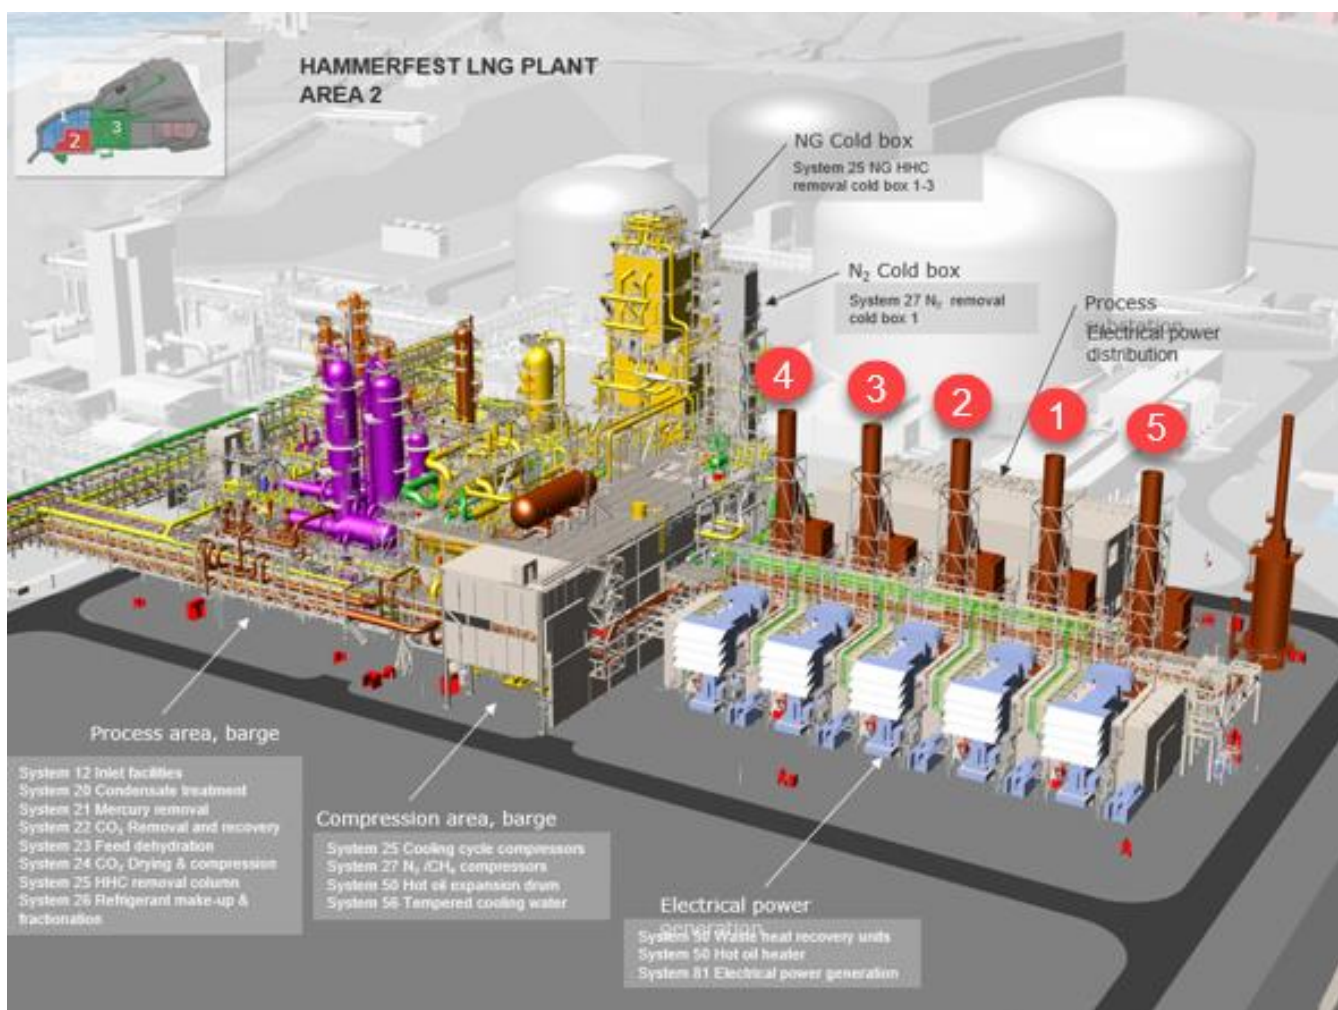 HAMMERFEST LNG PLANT
AREA 2
1
2
3
NG Cold box
System 25 NG HHC
removal cold box 1-3
N₂ Cold box
System 27 N₂ removal
cold box 1
Process
substation
Electrical power
distribution
4
3
2
1
5
Process area, barge
System 12 Inlet facilities
System 20 Condensate treatment
System 21 Mercury removal
System 22 CO₂ Removal and recovery
System 23 Feed dehydration
System 24 CO₂ Drying & compression
System 25 HHC removal column
System 26 Refrigerant make-up &
fractionation
Compression area, barge
System 25 Cooling cycle compressors
System 27 N₂ /CH₄ compressors
System 50 Hot oil expansion drum
System 56 Tempered cooling water
Electrical power
generation
System 50 Waste heat recovery units
System 50 Hot oil heater
System 81 Electrical power generation